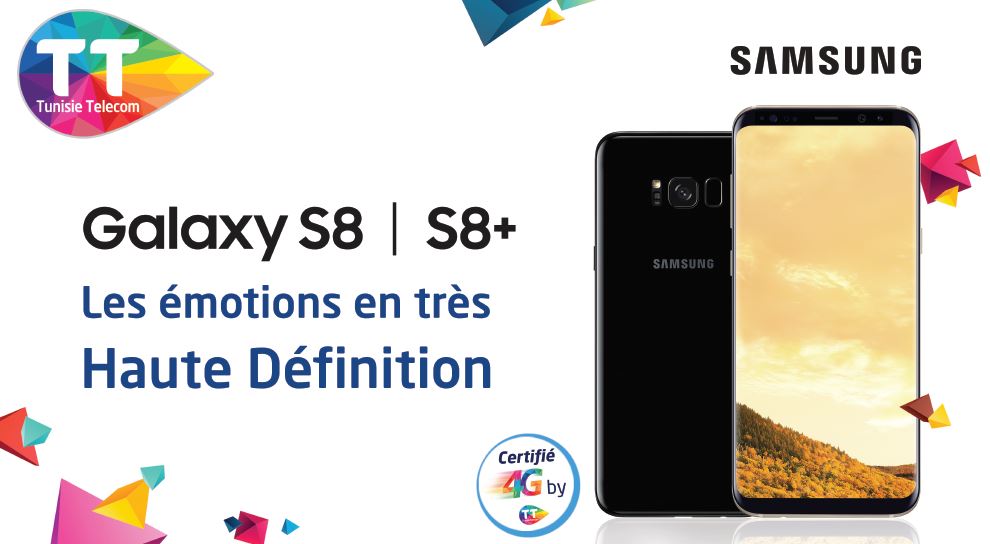 TT
Tunisie Telecom
SAMSUNG
Galaxy S8 | S8+
Les émotions en très
Haute Définition
SAMSUNG
Certifié
4G by
TT